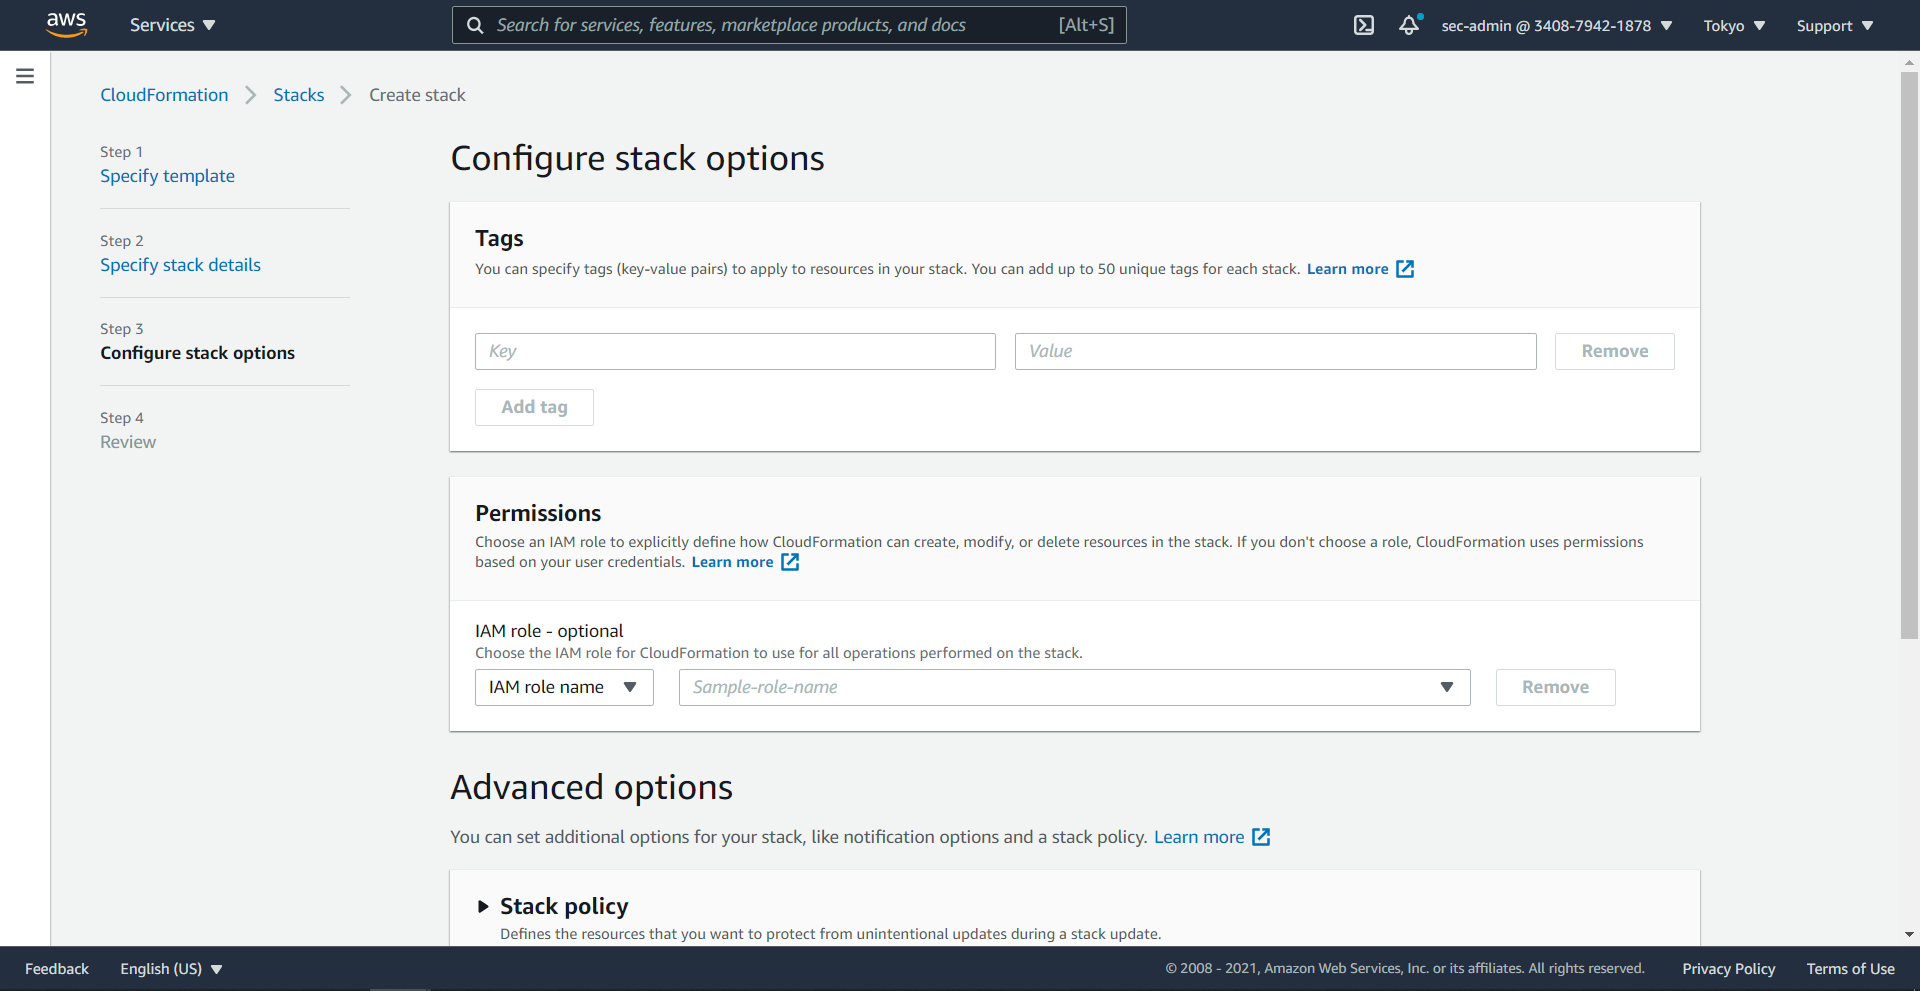 aws
Services
Search for services, features, marketplace products, and docs
[Alt+S]
sec-admin @ 3408-7942-1878
Tokyo
Support
CloudFormation
Stacks
Create stack
Step 1
Specify template
Step 2
Specify stack details
Step 3
Configure stack options
Step 4
Review
Configure stack options
Tags
You can specify tags (key-value pairs) to apply to resources in your stack. You can add up to 50 unique tags for each stack. Learn more
Key
Value
Remove
Add tag
Permissions
Choose an IAM role to explicitly define how CloudFormation can create, modify, or delete resources in the stack. If you don't choose a role, CloudFormation uses permissions
based on your user credentials. Learn more
IAM role - optional
Choose the IAM role for CloudFormation to use for all operations performed on the stack.
IAM role name
Sample-role-name
Remove
Advanced options
You can set additional options for your stack, like notification options and a stack policy. Learn more
Stack policy
Defines the resources that you want to protect from unintentional updates during a stack update.
Feedback
English (US)
© 2008 - 2021, Amazon Web Services, Inc. or its affiliates. All rights reserved.
Privacy Policy
Terms of Use